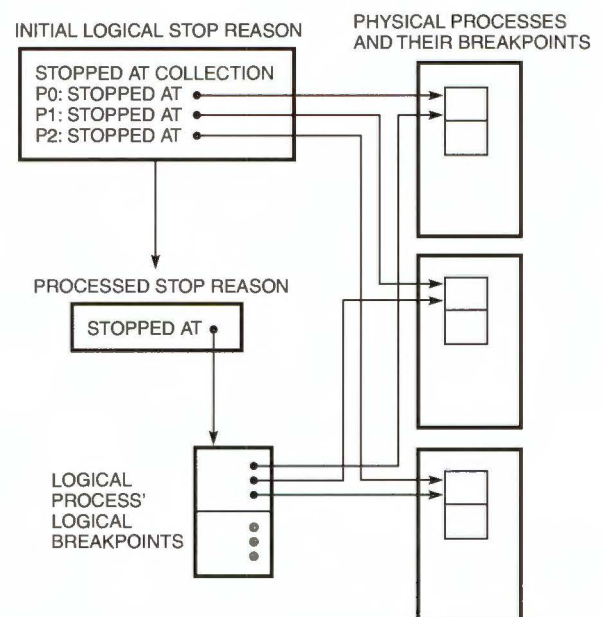 INITIAL LOGICAL STOP REASON
STOPPED AT COLLECTION
P0: STOPPED AT
P1: STOPPED AT
P2: STOPPED AT
PHYSICAL PROCESSES
AND THEIR BREAKPOINTS
PROCESSED STOP REASON
STOPPED AT
LOGICAL
PROCESS'
LOGICAL
BREAKPOINTS